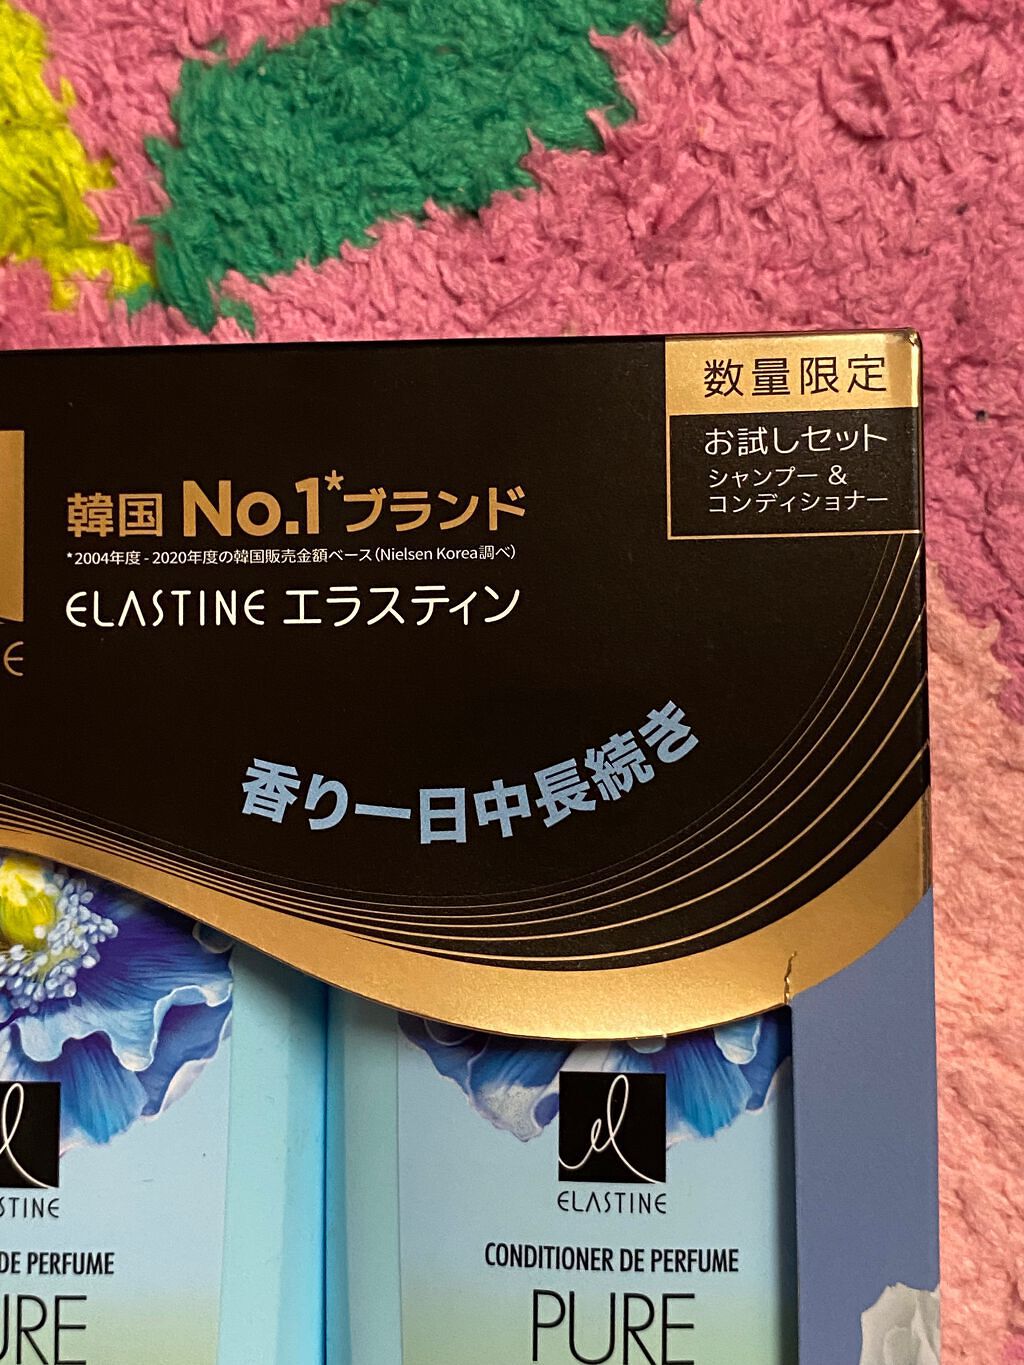 数量限定
お試しセット
シャンプー &
コンディショナー
韓国 No.1*ブランド
*2004年度-2020年度の韓国販売金額ベース(Nielsen Korea調べ)
ELASTINE エラスティン
香り一日中長続き
ELASTINE
DE PERFUME
CONDITIONER DE PERFUME
PURE